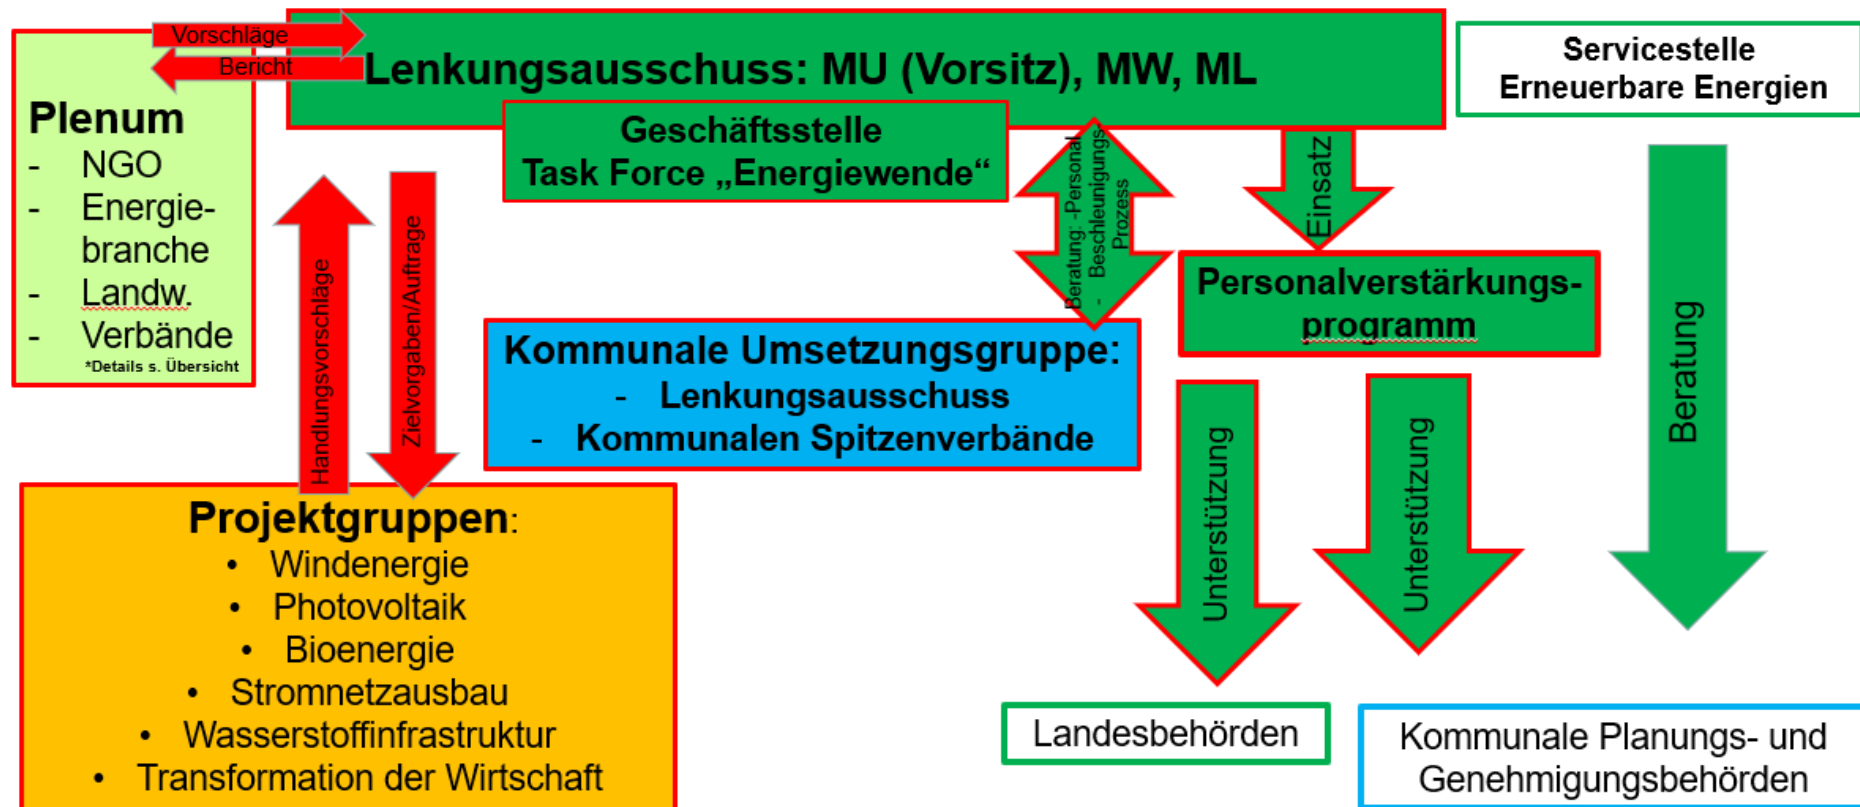 Vorschläge
Bericht
Lenkungsausschuss: MU (Vorsitz), MW, ML
Servicestelle
Erneuerbare Energien
Plenum
- NGO
- Energie-
branche
- Landw.
- Verbände
*Details s. Übersicht
Geschäftsstelle
Task Force „Energiewende“
Handlungsvorschläge
Zielvorgaben/Auftrage
Beratung: -Personal
- Beschleunigungs-
Prozess
Einsatz
Personalverstärkungs-
programm
Kommunale Umsetzungsgruppe:
- Lenkungsausschuss
- Kommunalen Spitzenverbände
Beratung
Unterstützung
Unterstützung
Projektgruppen:
• Windenergie
• Photovoltaik
• Bioenergie
• Stromnetzausbau
• Wasserstoffinfrastruktur
• Transformation der Wirtschaft
Landesbehörden
Kommunale Planungs- und
Genehmigungsbehörden